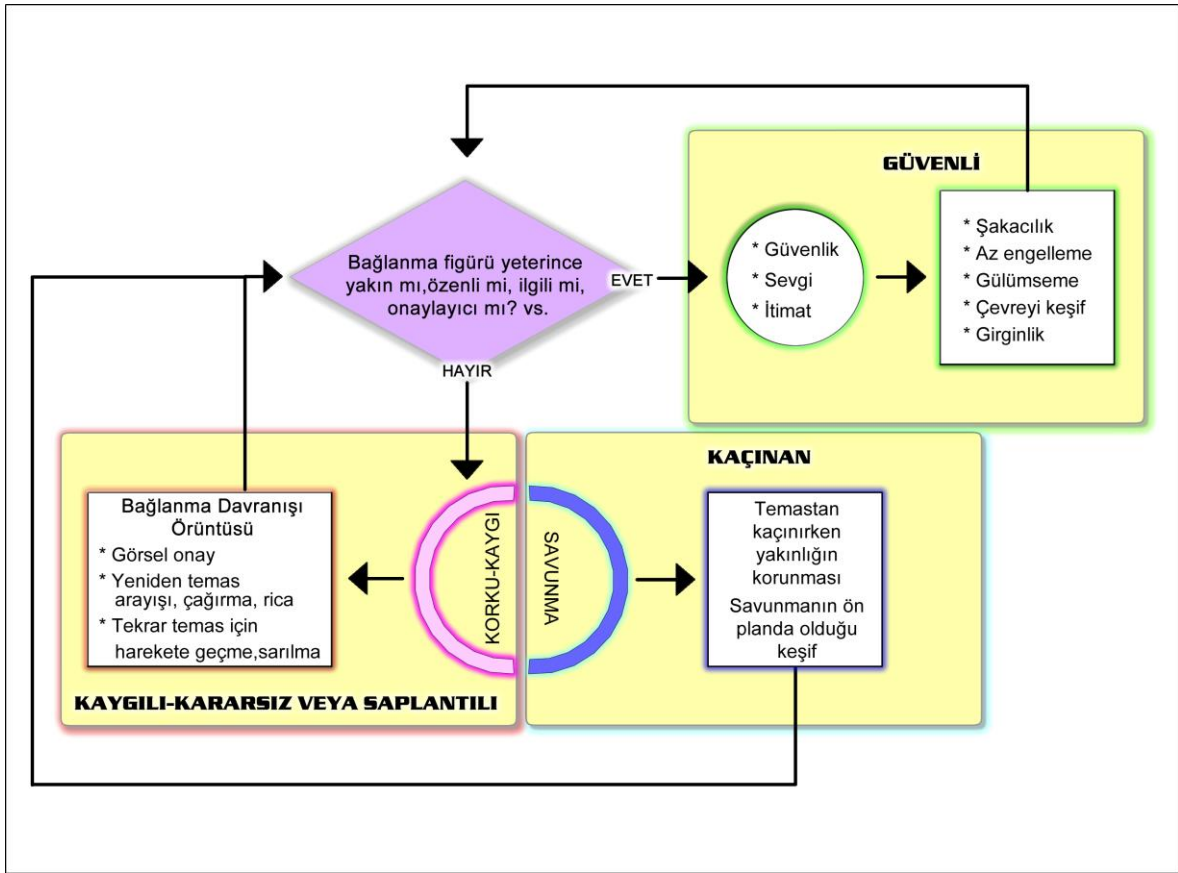 GÜVENLİ
Bağlanma figürü yeterince
yakın mı,özenli mi, ilgili mi,
onaylayıcı mı? vs.
EVET
HAYIR
* Güvenlik
* Sevgi
* İtimat
* Şakacılık
* Az engelleme
* Gülümseme
* Çevreyi keşif
* Girginlik
Bağlanma Davranışı
Örüntüsü
* Görsel onay
* Yeniden temas
arayışı, çağırma, rica
* Tekrar temas için
harekete geçme,sarılma
KORKU-KAYGI
KAYGILI-KARARSIZ VEYA SAPLANTILI
KAÇINAN
SAVUNMA
Temastan
kaçınırken
yakınlığın
korunması
Savunmanın ön
planda olduğu
keşif